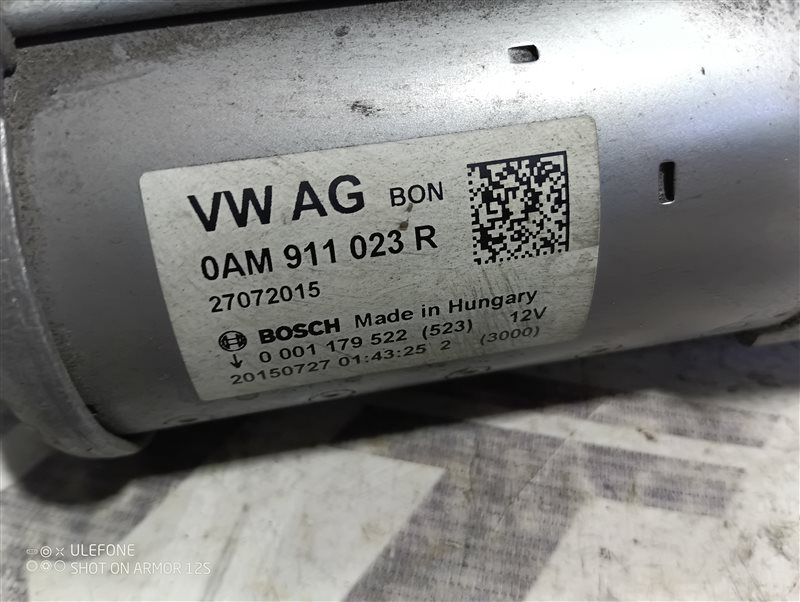 VW AG BON
0AM 911 023 R
27072015
BOSCH Made in Hungary
0 001 179 522 (523) 12V
20150727 01:43:25 2 (3000)
ULEFONE
SHOT ON ARMOR 12S